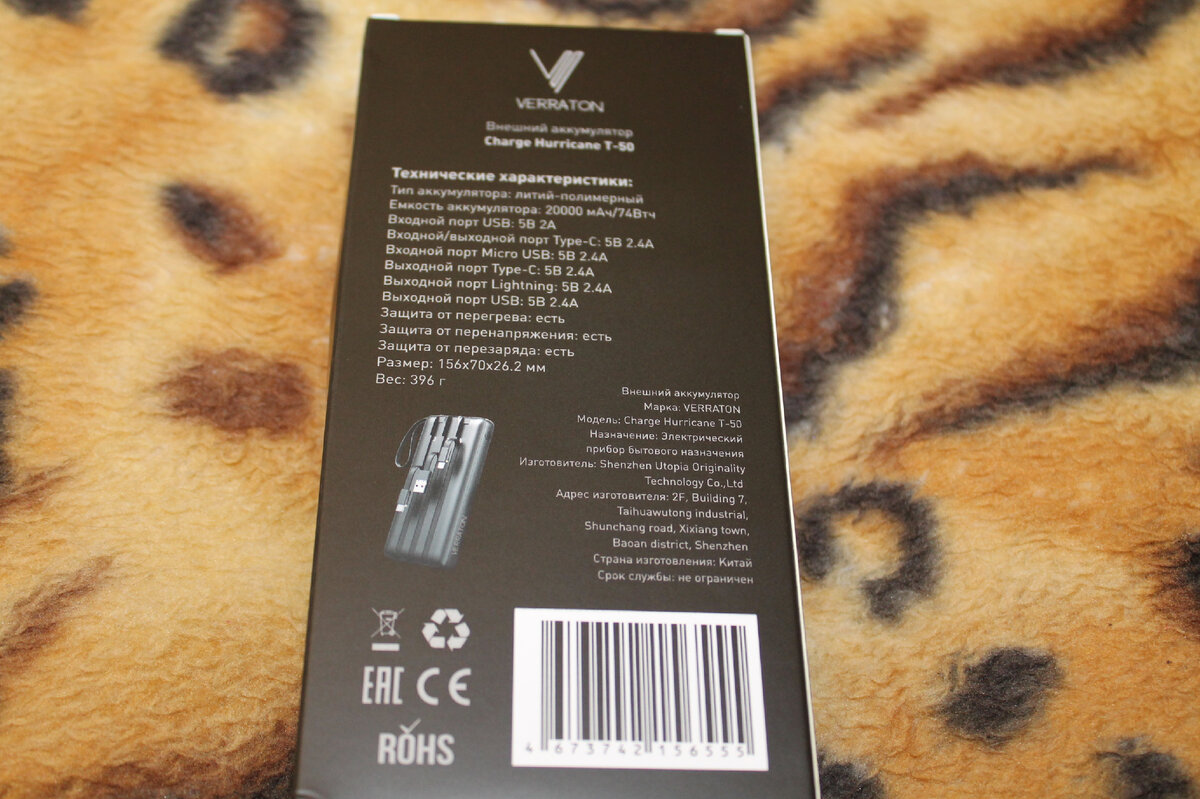 VERRATON
Внешний аккумулятор
Charge Hurricane T-50
Технические характеристики:
Тип аккумулятора: литий-полимерный
Емкость аккумулятора: 20000 мАч/74Втч
Входной порт USB: 5В 2А
Входной/выходной порт Type-C: 5В 2.4А
Входной порт Micro USB: 5В 2.4А
Выходной порт Type-C: 5В 2.4А
Выходной порт Lightning: 5В 2.4А
Выходной порт USB: 5В 2.4А
Защита от перегрева: есть
Защита от перенапряжения: есть
Защита от перезаряда: есть
Размер: 156х70х26.2 мм
Вес: 396 г
Внешний аккумулятор
Марка: VERRATON
Модель: Charge Hurricane T-50
Назначение: Электрический
прибор бытового назначения
Изготовитель: Shenzhen Utopia Originality
Technology Co.,Ltd
Адрес изготовителя: 2F, Building 7,
Taihuawutong industrial,
Shunchang road, Xixiang town,
Baoan district, Shenzhen
Страна изготовления: Китай
Срок службы: не ограничен
VERRATON
EAC CE
ROHS
4 673742 156555